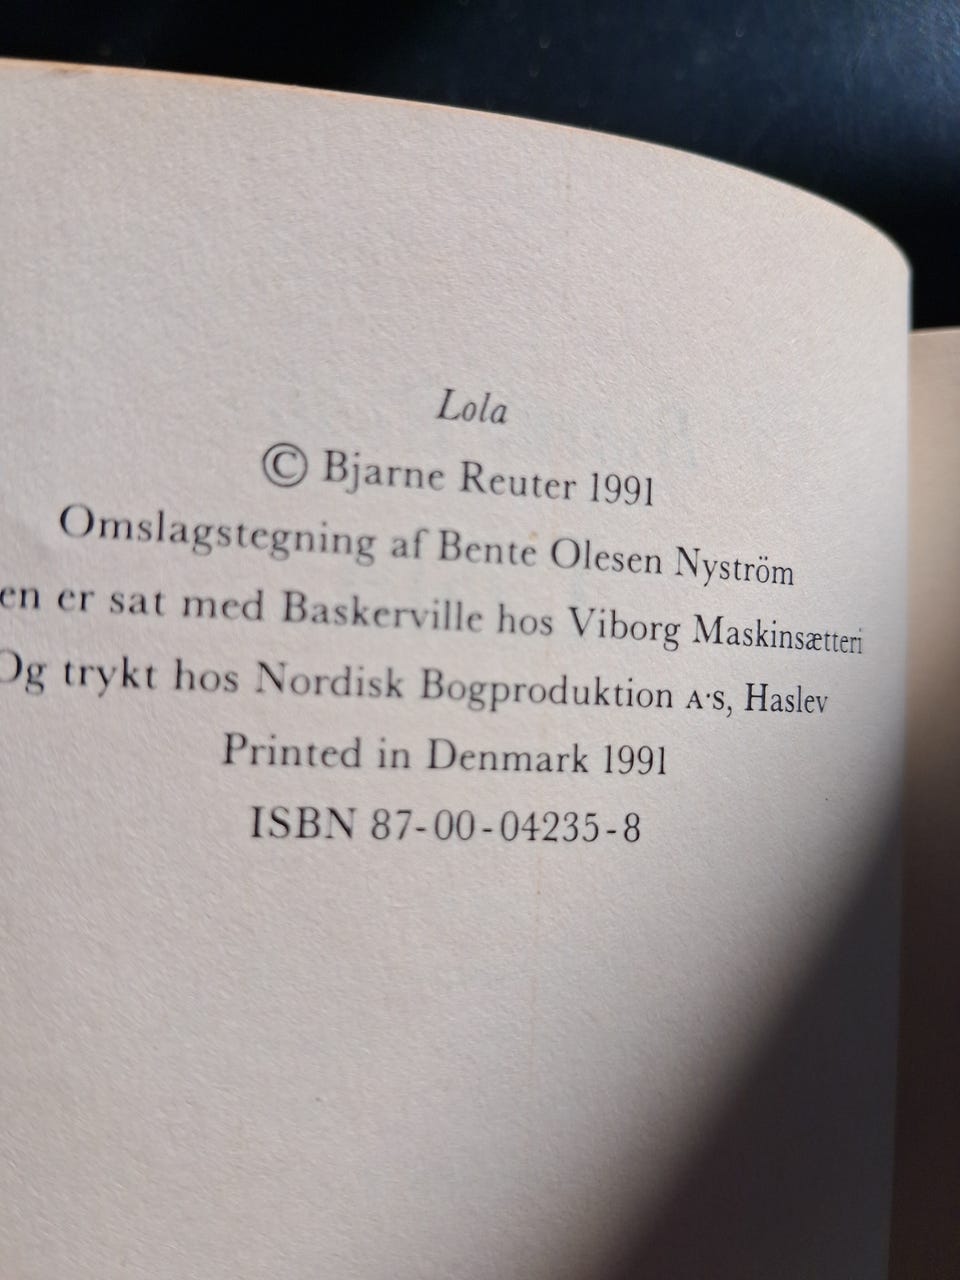 Lola
© Bjarne Reuter 1991
Omslagstegning af Bente Olesen Nyström
en er sat med Baskerville hos Viborg Maskinsætteri
Og trykt hos Nordisk Bogproduktion A·S, Haslev
Printed in Denmark 1991
ISBN 87-00-04235-8